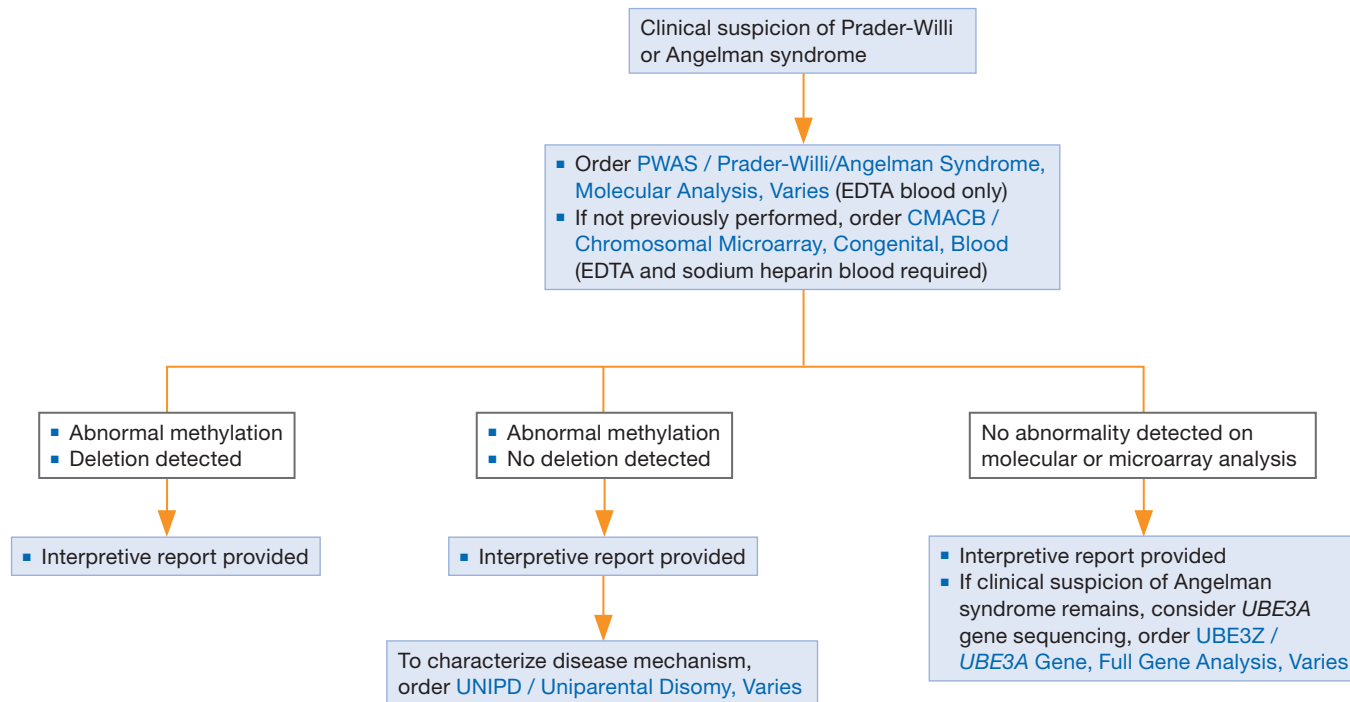 Clinical suspicion of Prader-Willi
or Angelman syndrome
▪ Order PWAS / Prader-Willi/Angelman Syndrome,
Molecular Analysis, Varies (EDTA blood only)
▪ If not previously performed, order CMACB /
Chromosomal Microarray, Congenital, Blood
(EDTA and sodium heparin blood required)
▪ Abnormal methylation
▪ Deletion detected
▪ Interpretive report provided
▪ Abnormal methylation
▪ No deletion detected
▪ Interpretive report provided
To characterize disease mechanism,
order UNIPD / Uniparental Disomy, Varies
No abnormality detected on
molecular or microarray analysis
▪ Interpretive report provided
▪ If clinical suspicion of Angelman
syndrome remains, consider UBE3A
gene sequencing, order UBE3Z /
UBE3A Gene, Full Gene Analysis, Varies